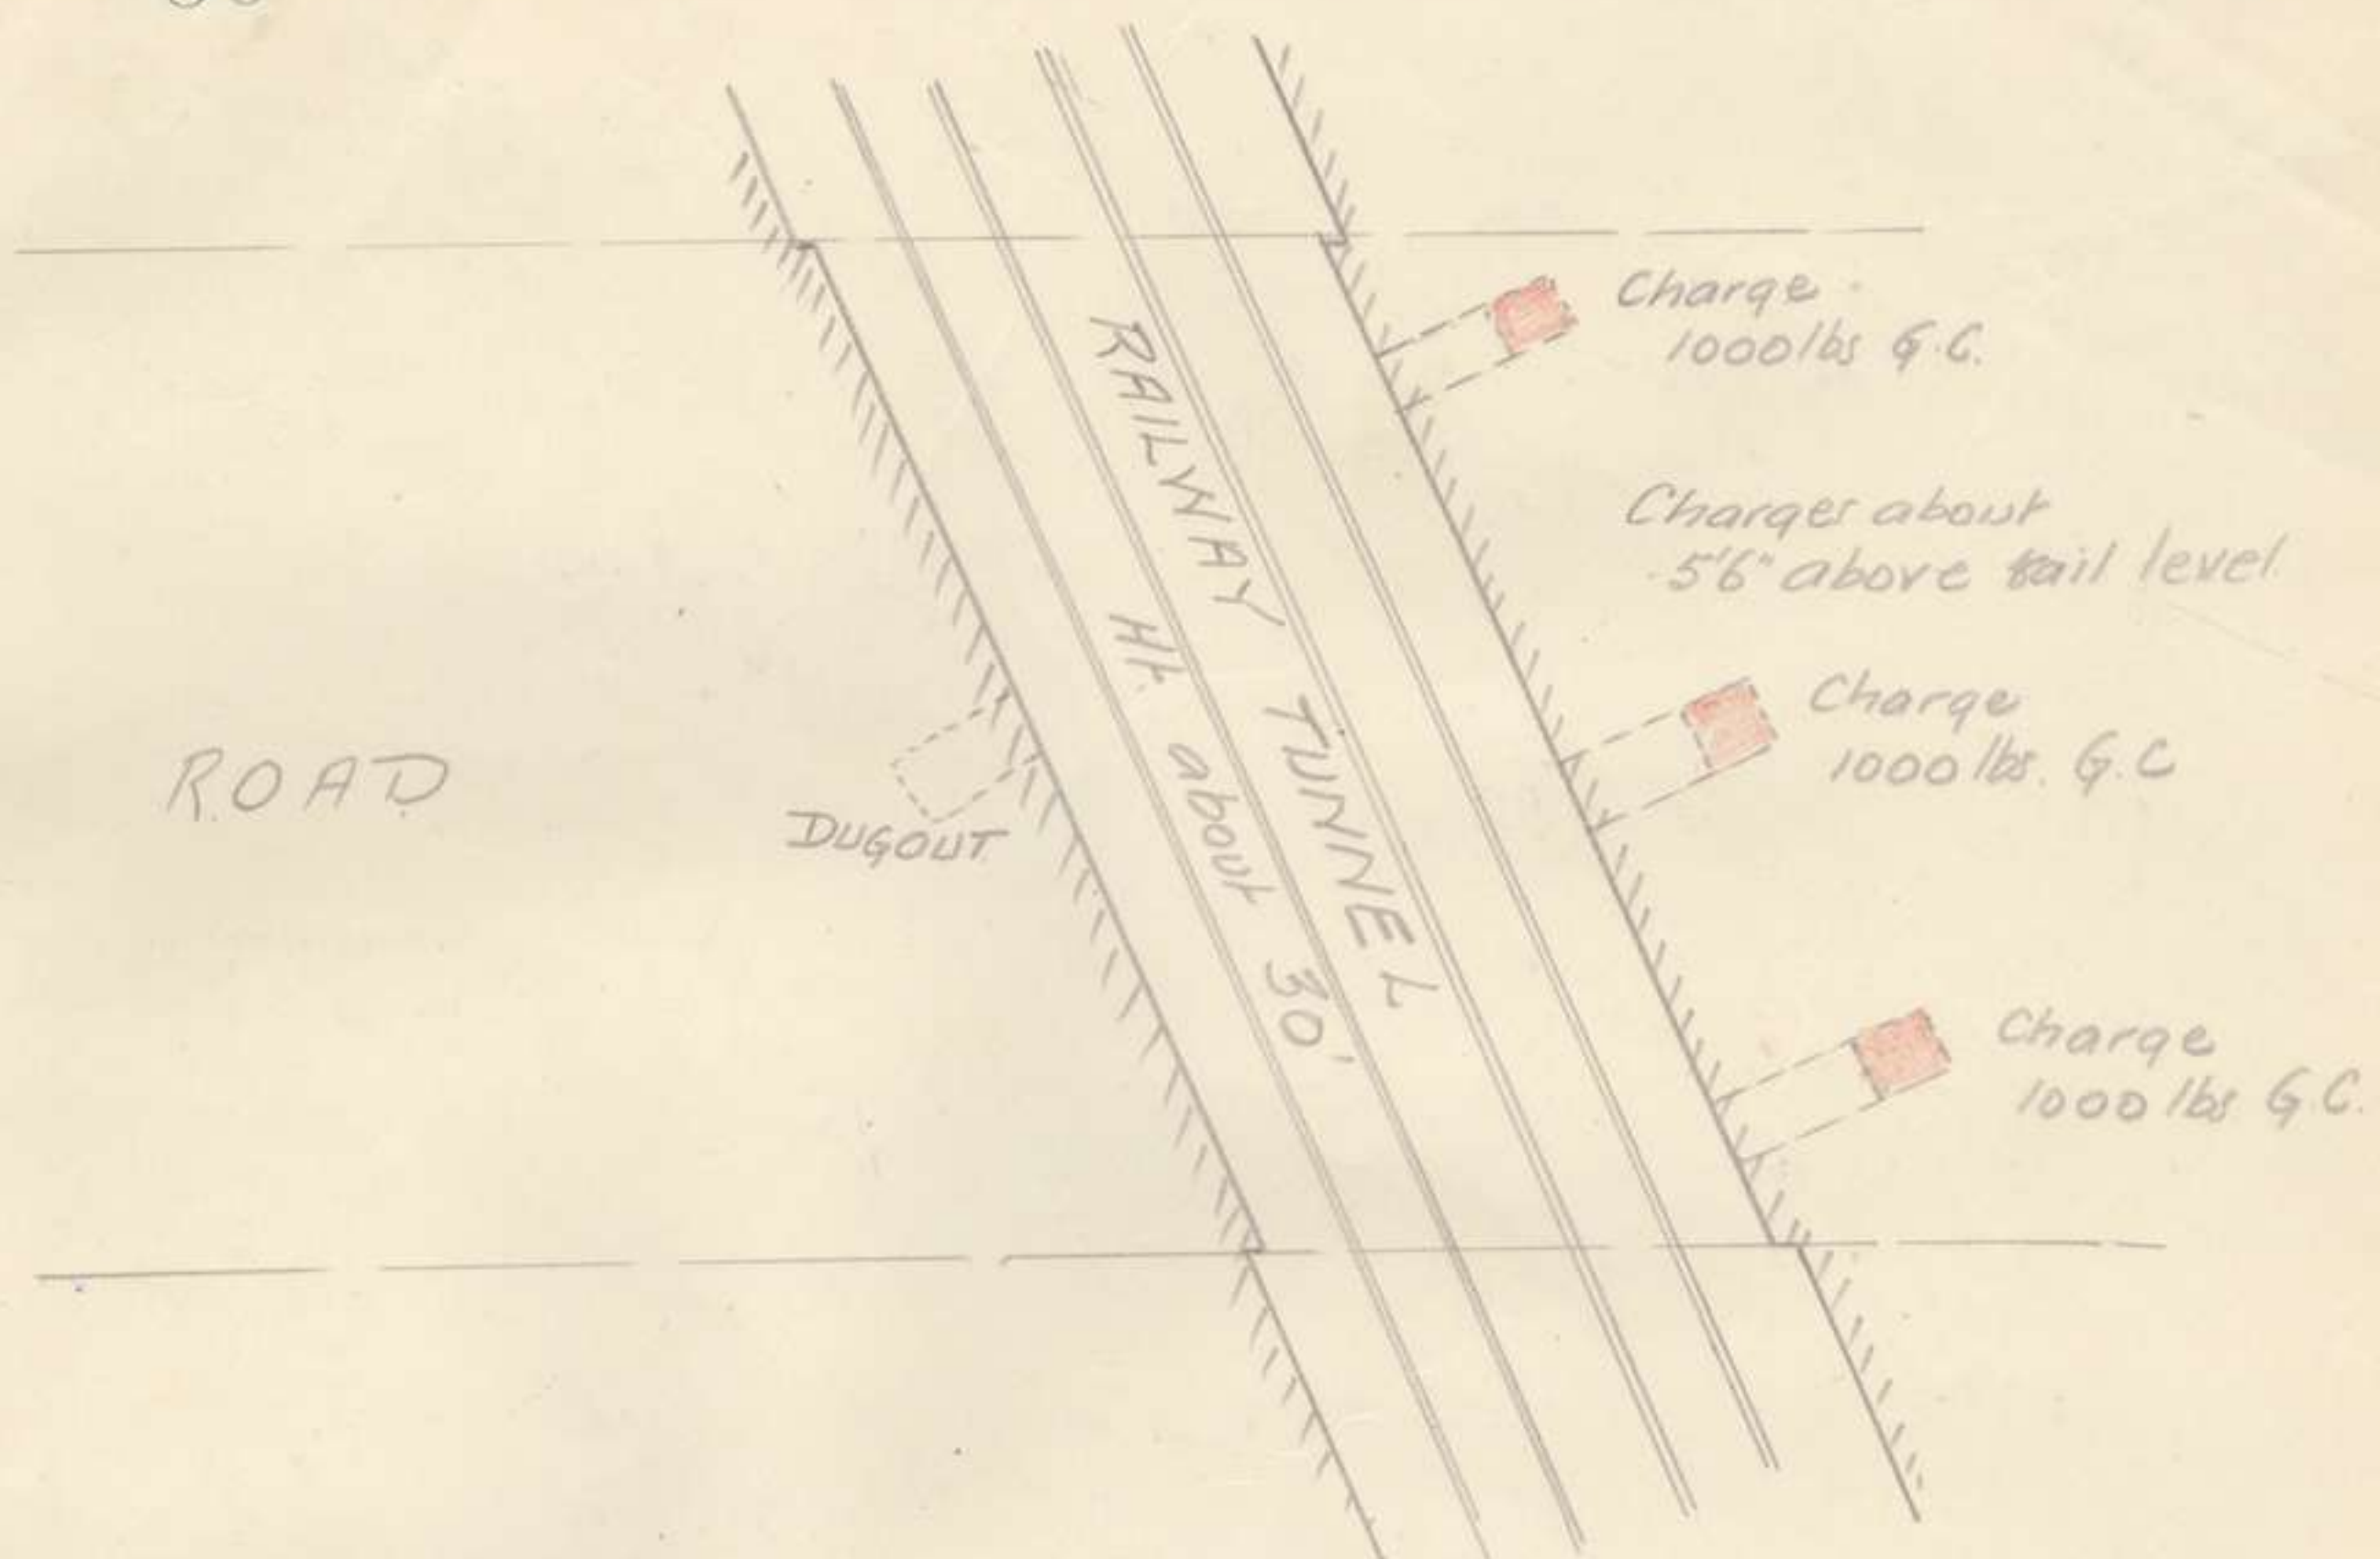 Charge
1000 lbs G.C.
Charges about
5'6" above rail level
RAILWAY TUNNEL
Ht. about 30'
Charge
1000 lbs. G.C
ROAD
DUGOUT
Charge
1000 lbs G.C.